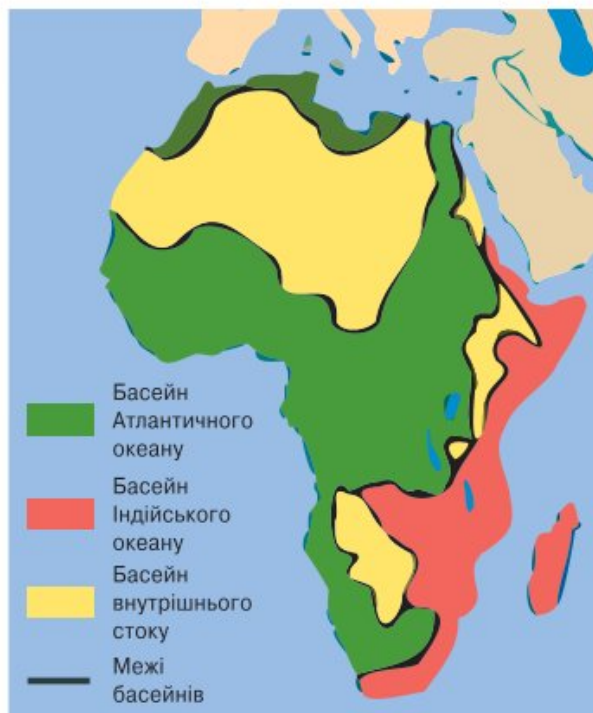 Басейн
Атлантичного
океану
Басейн
Індійського
океану
Басейн
внутрішнього
стоку
Межі
басейнів